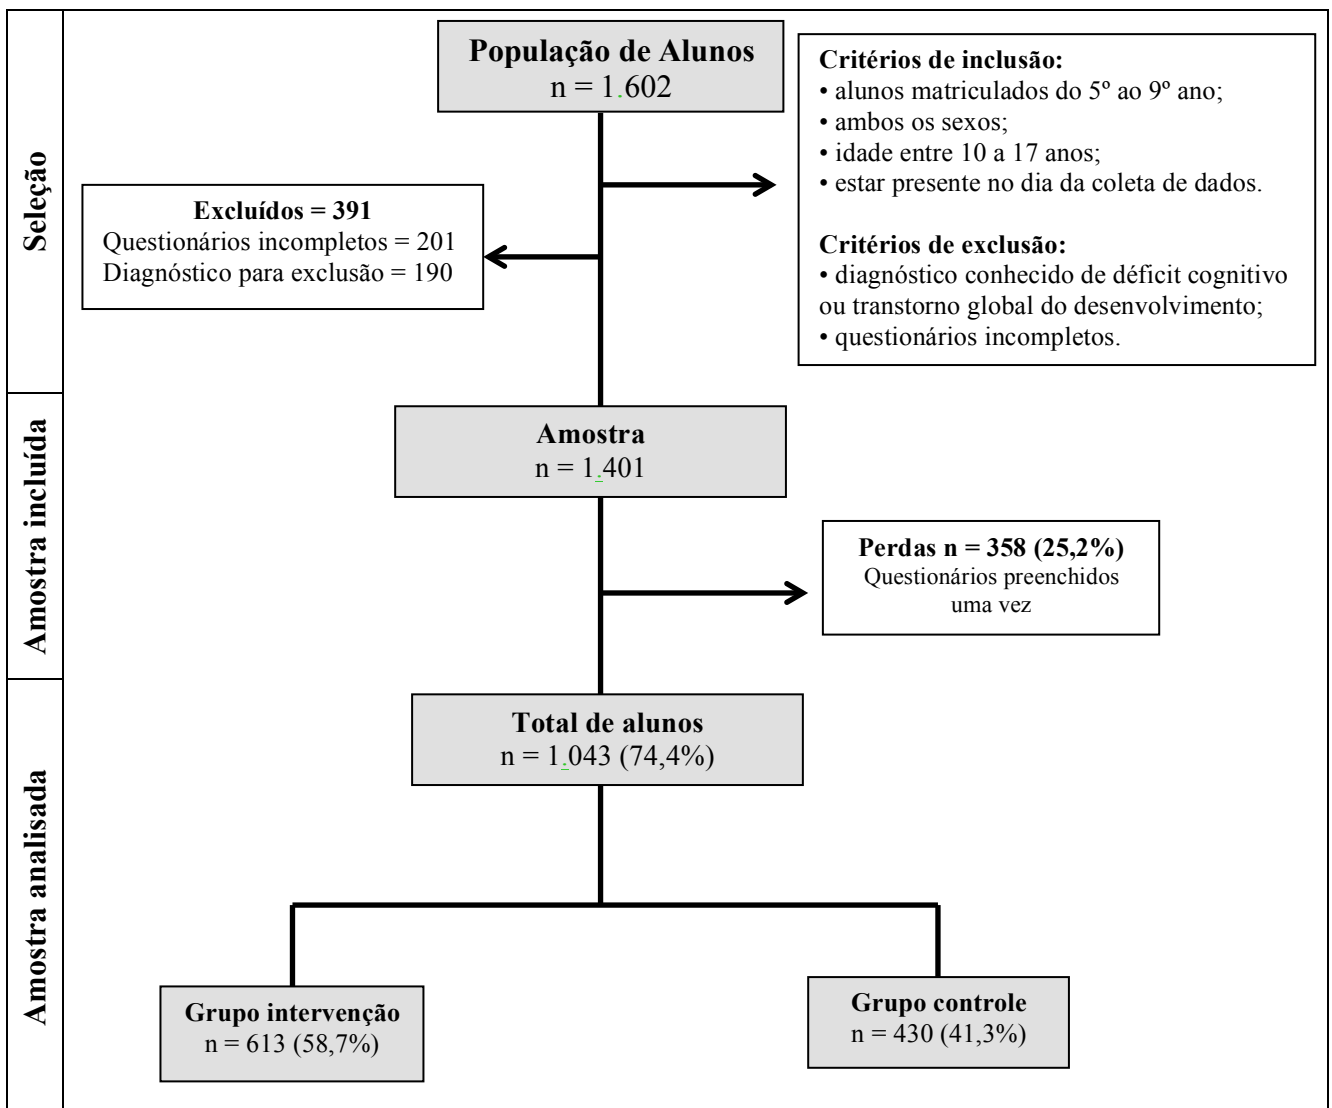 Seleção
População de Alunos
n = 1.602
Critérios de inclusão:
• alunos matriculados do 5º ao 9º ano;
• ambos os sexos;
• idade entre 10 a 17 anos;
• estar presente no dia da coleta de dados.
Critérios de exclusão:
• diagnóstico conhecido de déficit cognitivo
ou transtorno global do desenvolvimento;
• questionários incompletos.
Excluídos = 391
Questionários incompletos = 201
Diagnóstico para exclusão = 190
Amostra incluída
Amostra
n = 1.401
Perdas n = 358 (25,2%)
Questionários preenchidos
uma vez
Amostra analisada
Total de alunos
n = 1.043 (74,4%)
Grupo intervenção
n = 613 (58,7%)
Grupo controle
n = 430 (41,3%)